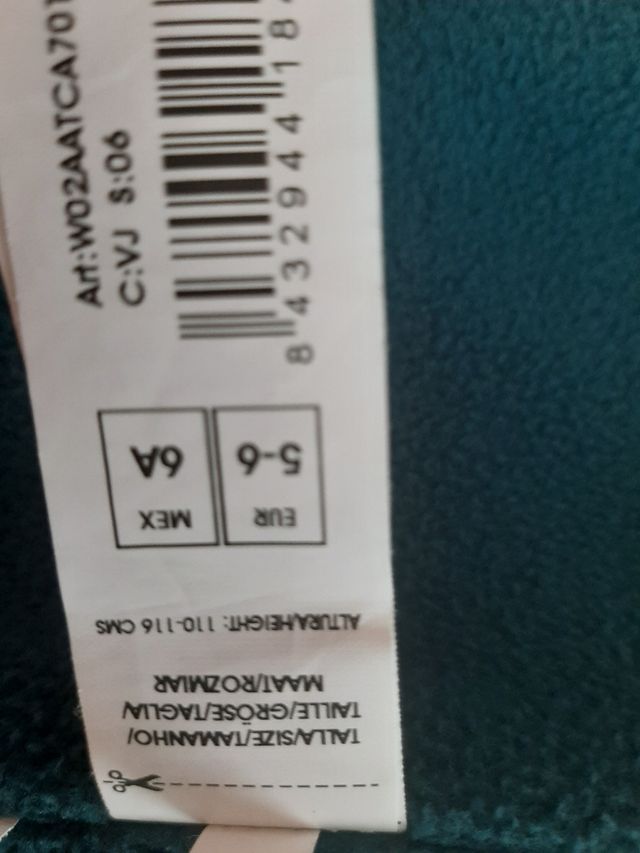 TALLA/SIZE/TAMANHO/
TAILLE/GRÖSE/TAGLIA/
MAAT/ROZMIAR
ALTURA/HEIGHT: 110-116 CMS
EUR
5-6
MEX
6A
8 432944 18
Art:W02AATCA701
C:VJ S:06